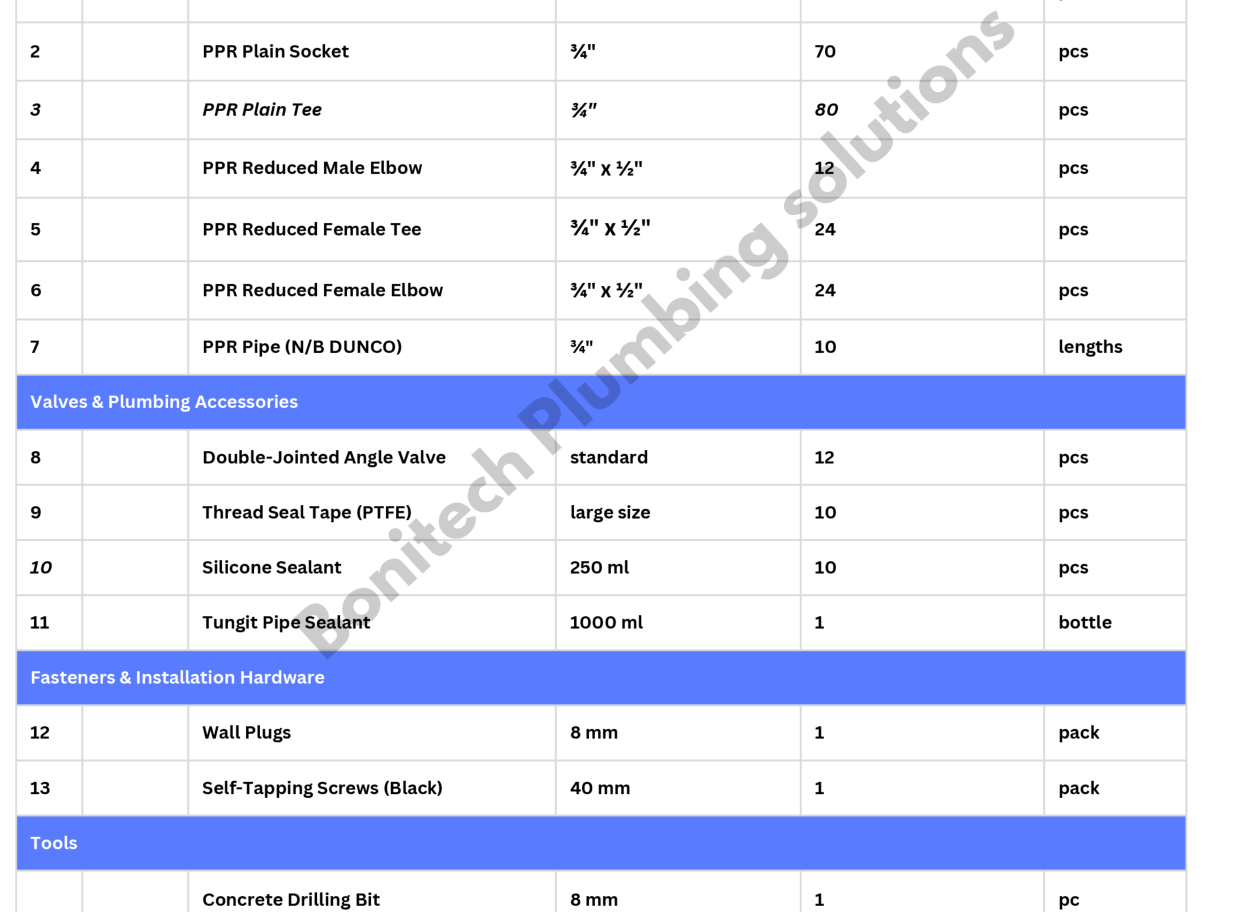 2 PPR Plain Socket ¾" 70 pcs
3 PPR Plain Tee ¾" 80 pcs
4 PPR Reduced Male Elbow ¾" x ½" 12 pcs
5 PPR Reduced Female Tee ¾" x ½" 24 pcs
6 PPR Reduced Female Elbow ¾" x ½" 24 pcs
7 PPR Pipe (N/B DUNCO) ¾" 10 lengths
Valves & Plumbing Accessories
8 Double-Jointed Angle Valve standard 12 pcs
9 Thread Seal Tape (PTFE) large size 10 pcs
10 Silicone Sealant 250 ml 10 pcs
11 Tungit Pipe Sealant 1000 ml 1 bottle
Fasteners & Installation Hardware
12 Wall Plugs 8 mm 1 pack
13 Self-Tapping Screws (Black) 40 mm 1 pack
Tools
Concrete Drilling Bit 8 mm 1 pc
Bonitech Plumbing solutions